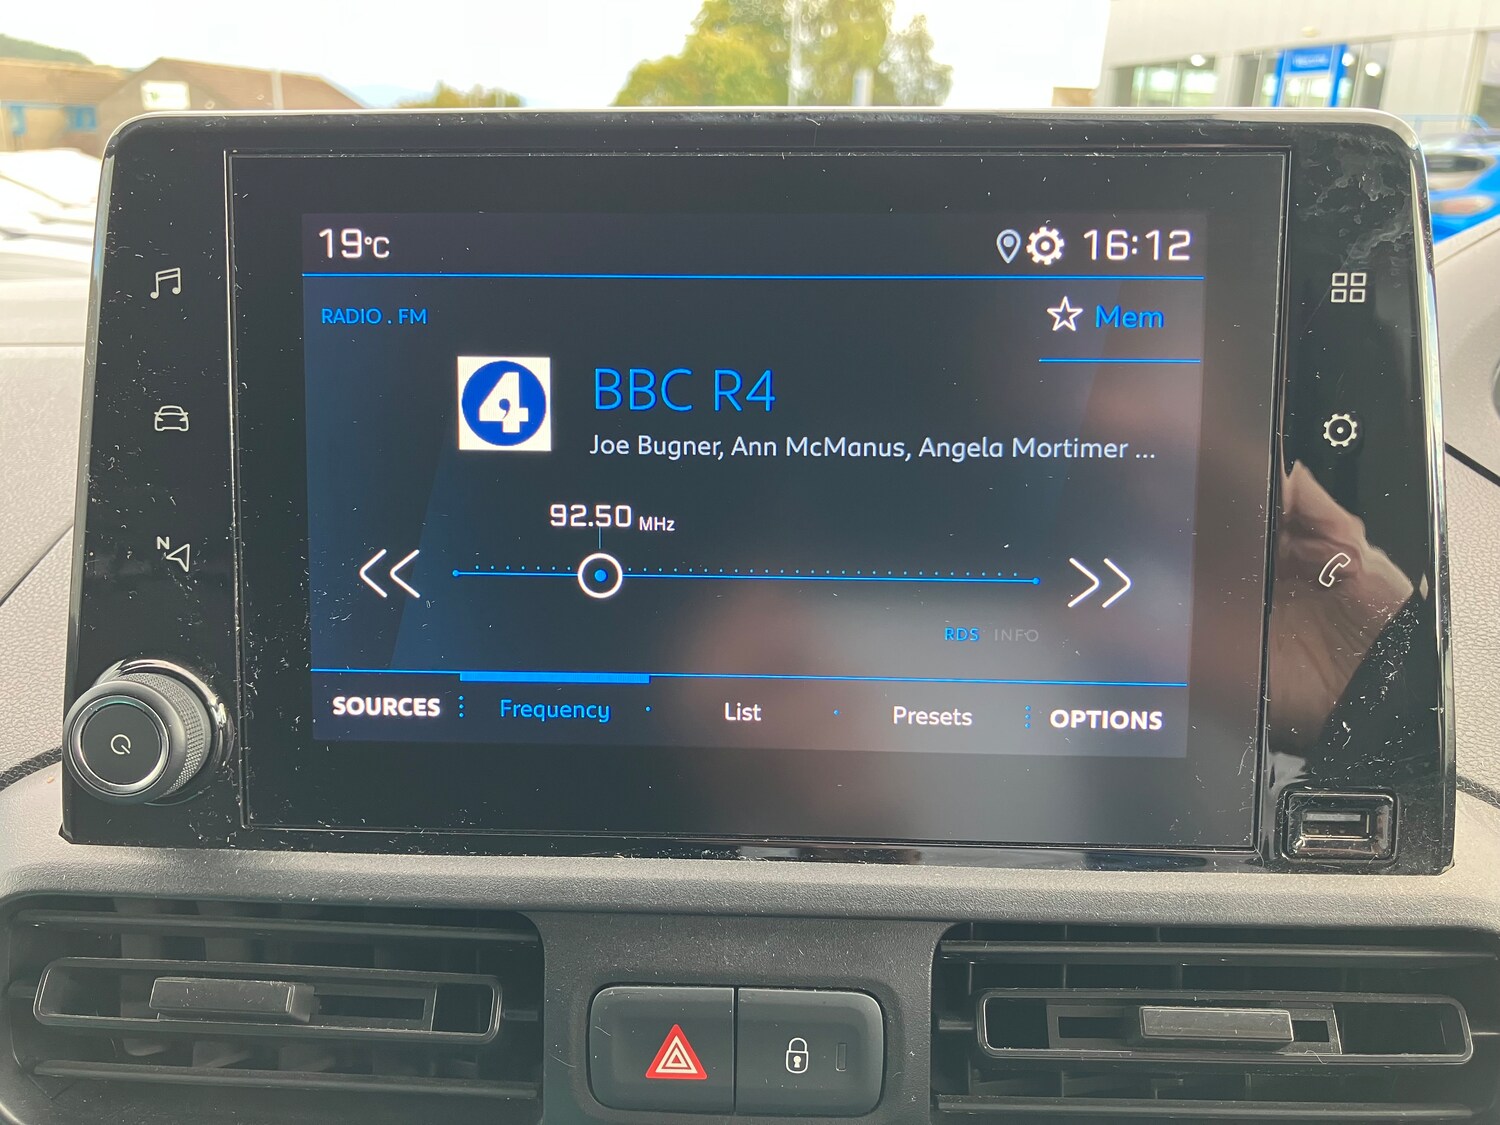 19°C
16:12
RADIO . FM
Mem
4
BBC R4
Joe Bugner, Ann McManus, Angela Mortimer ...
92.50 MHz
RDS INFO
SOURCES
Frequency
List
Presets
OPTIONS
N